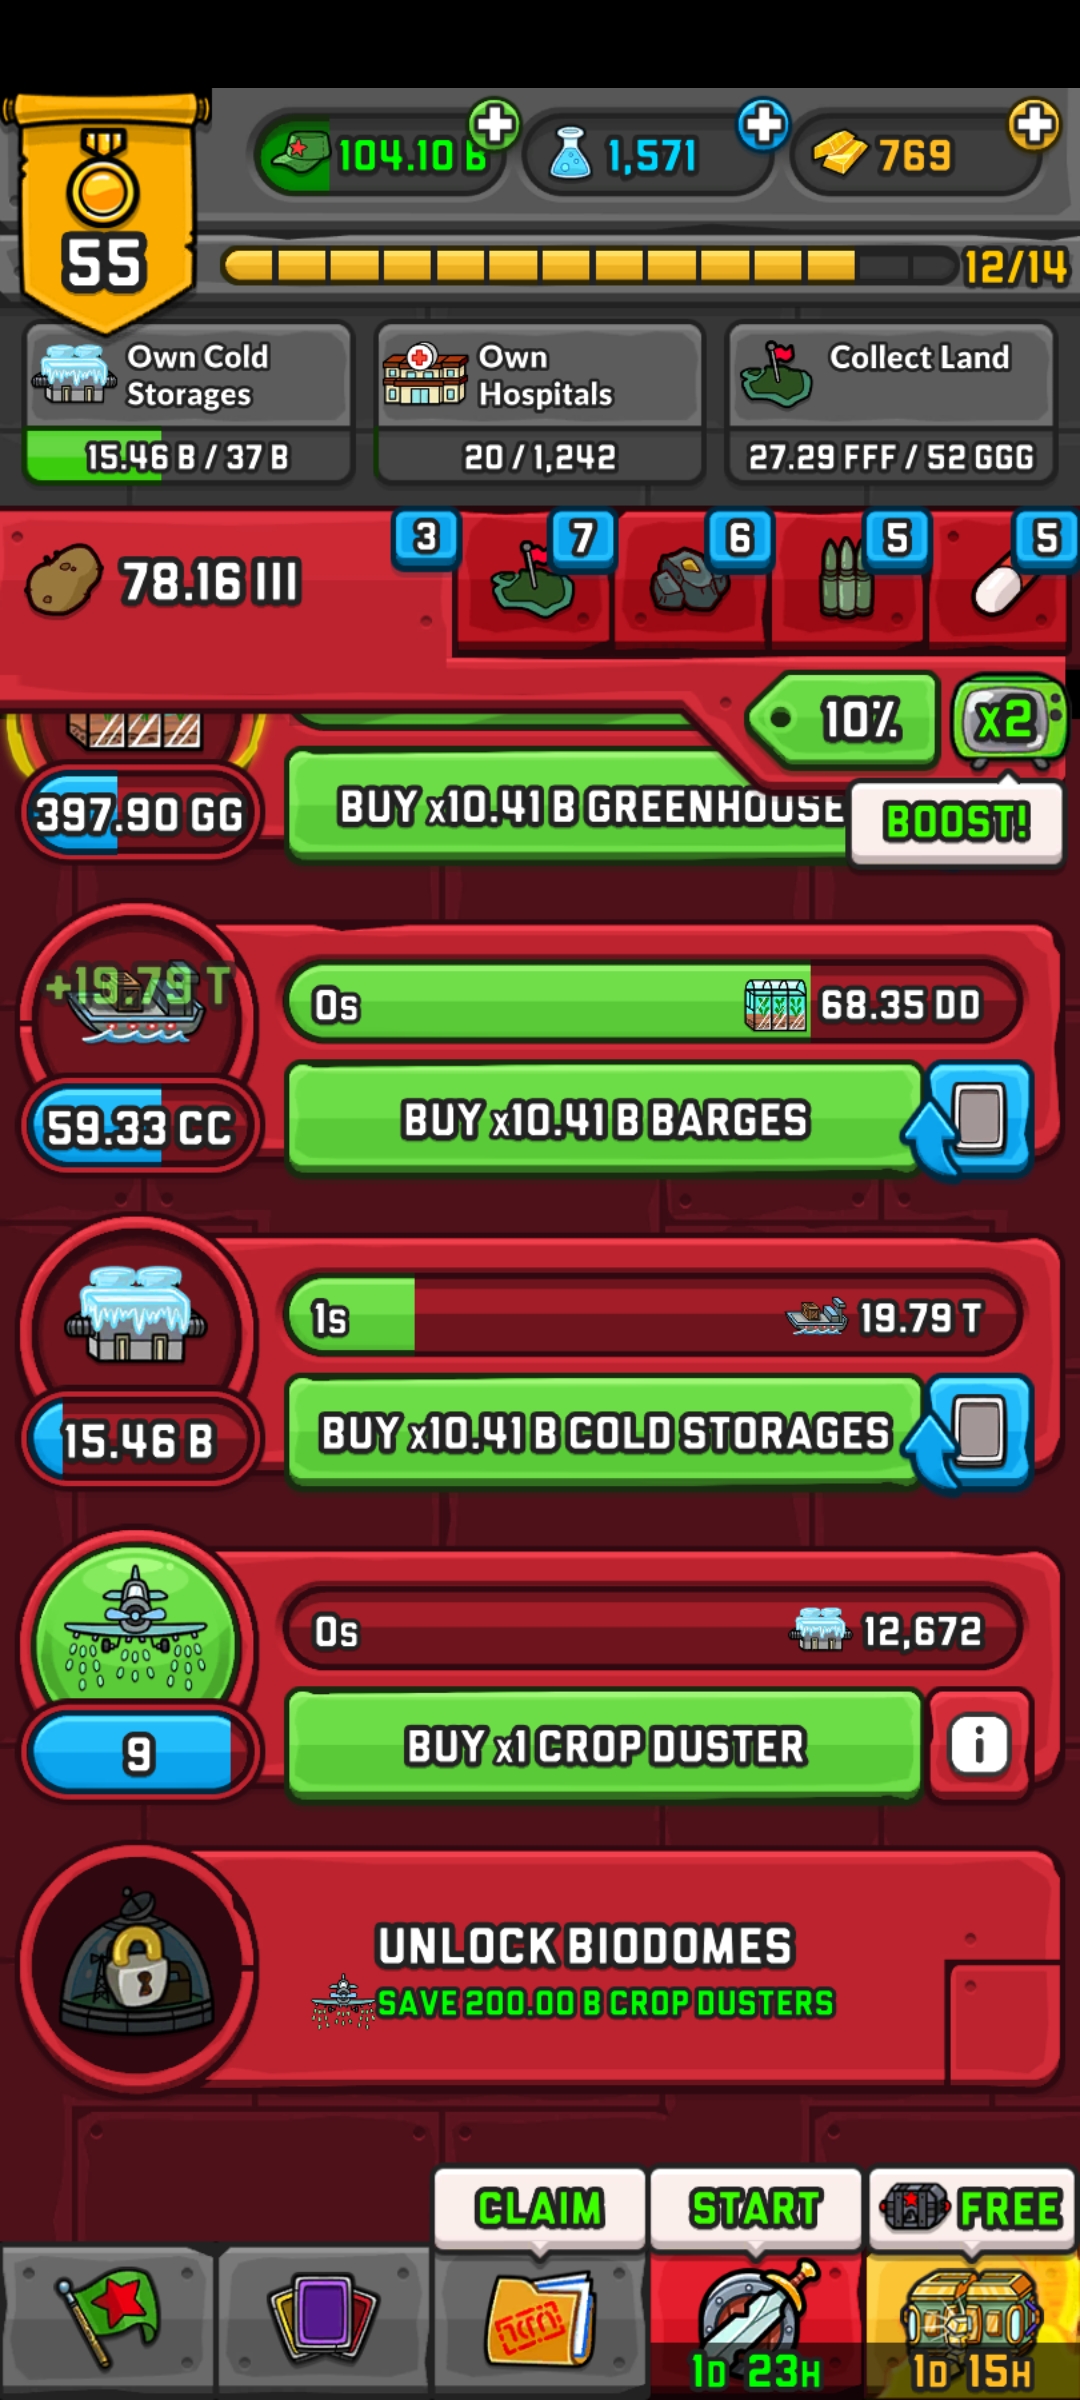 55
104.10 B
1,571
769
12/14
Own Cold
Storages
15.46 B / 37 B
Own
Hospitals
20 / 1,242
Collect Land
27.29 FFF / 52 GGG
78.16 III
3
7
6
5
5
10%
x2
BOOST!
397.90 GG
BUY x10.41 B GREENHOUSE
+19.79 T
0s
68.35 DD
59.33 CC
BUY x10.41 B BARGES
1s
19.79 T
15.46 B
BUY x10.41 B COLD STORAGES
0s
12,672
9
BUY x1 CROP DUSTER
i
UNLOCK BIODOMES
SAVE 200.00 B CROP DUSTERS
CLAIM
START
FREE
1D 23H
1D 15H